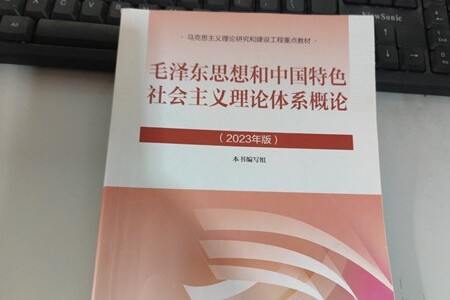 ViewSonic
·马克思主义理论研究和建设工程重点教材·
毛泽东思想和中国特色
社会主义理论体系概论
（2023年版）
本书编写组